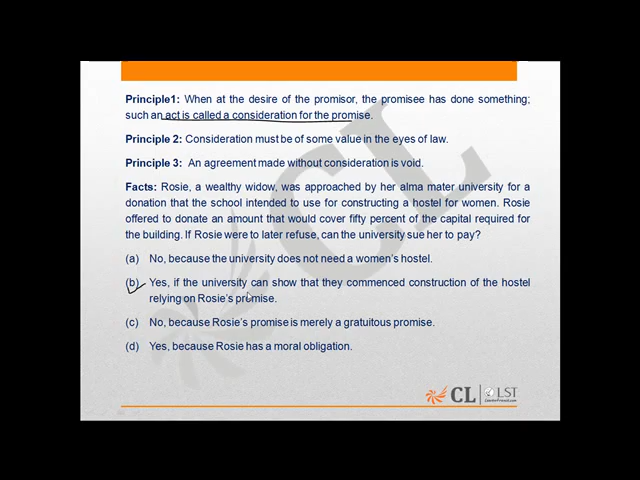 Principle1: When at the desire of the promisor, the promisee has done something;
such an act is called a consideration for the promise.
Principle 2: Consideration must be of some value in the eyes of law.
Principle 3: An agreement made without consideration is void.
Facts: Rosie, a wealthy widow, was approached by her alma mater university for a
donation that the school intended to use for constructing a hostel for women. Rosie
offered to donate an amount that would cover fifty percent of the capital required for
the building. If Rosie were to later refuse, can the university sue her to pay?
(a) No, because the university does not need a women's hostel.
(b) Yes, if the university can show that they commenced construction of the hostel
relying on Rosie's promise.
(c) No, because Rosie's promise is merely a gratuitous promise.
(d) Yes, because Rosie has a moral obligation.
CL LST